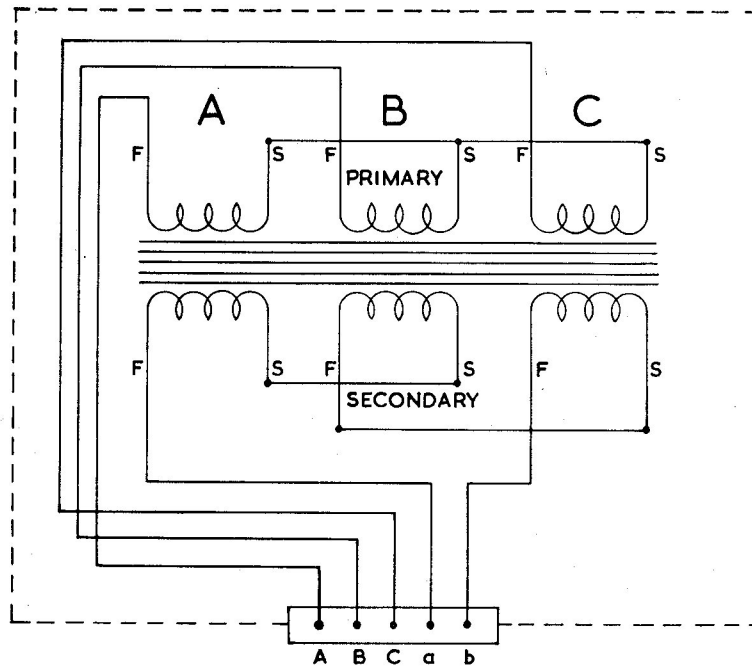 A B C
F S F S F S
PRIMARY
F S F S F S
SECONDARY
A B C a b